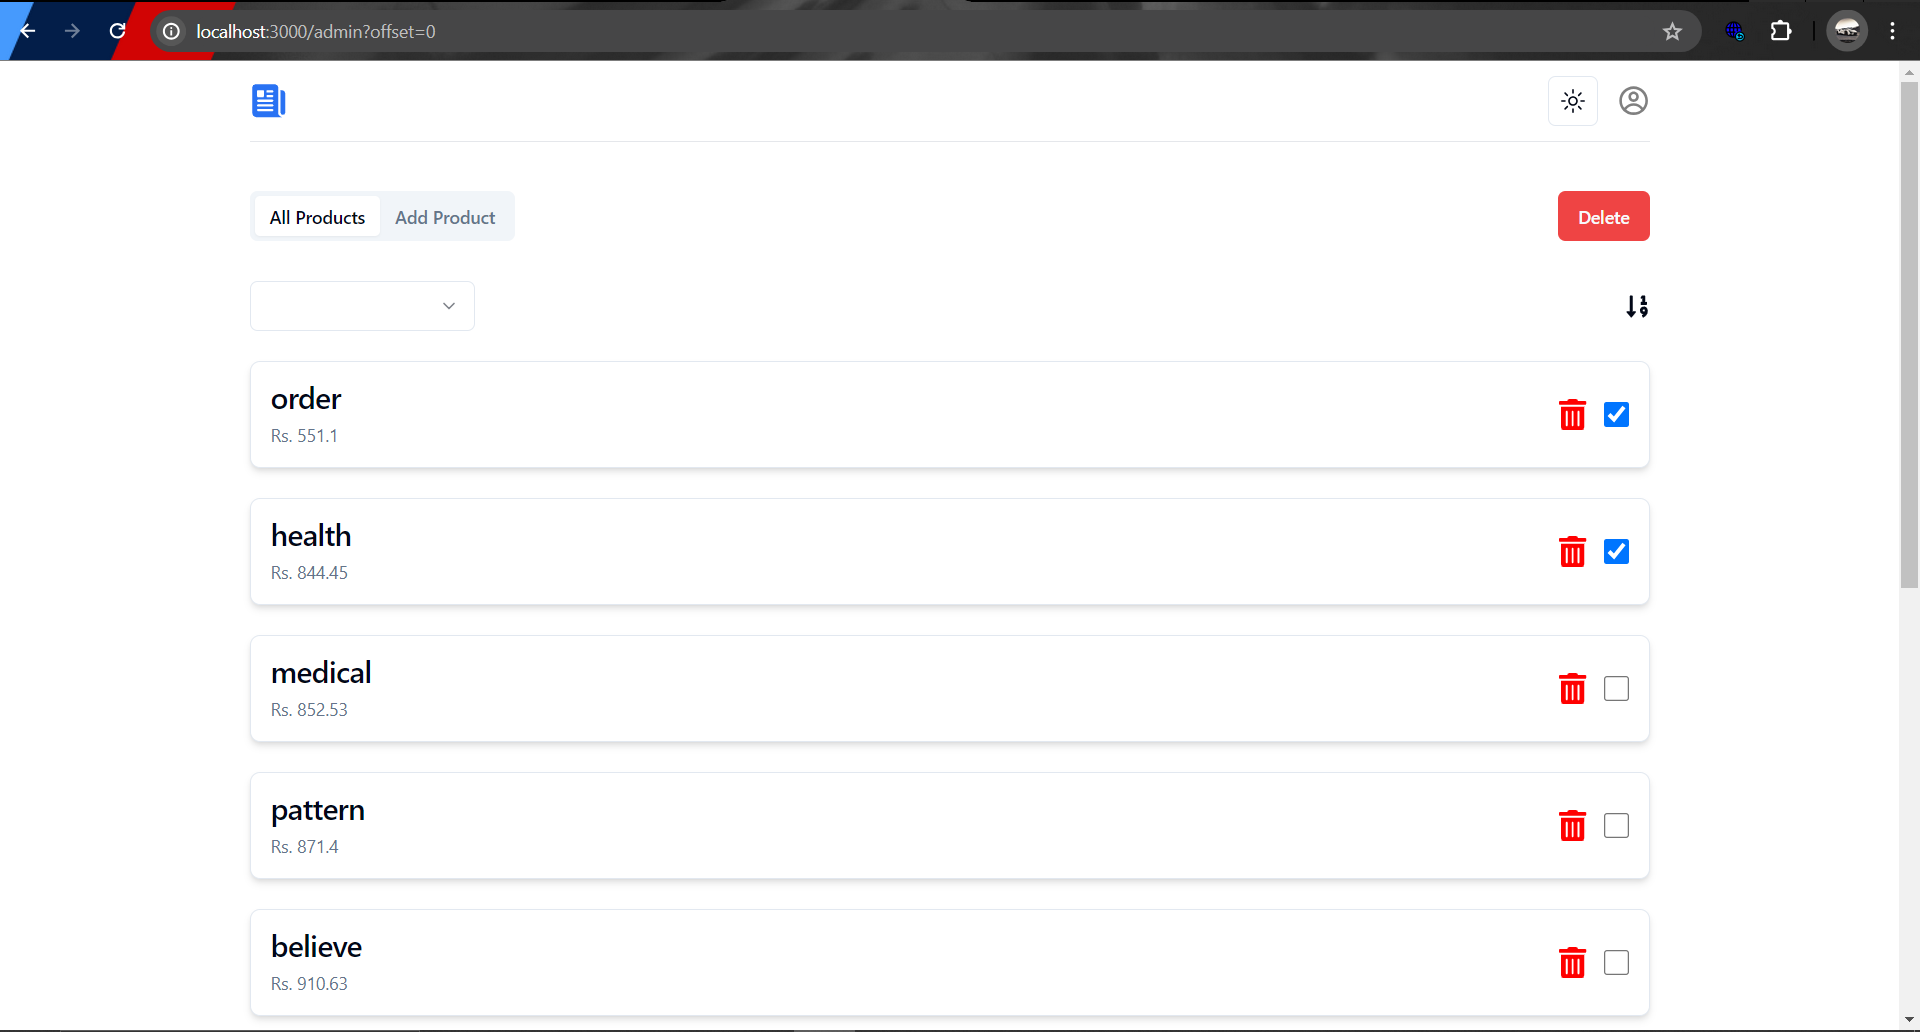 localhost:3000/admin?offset=0
All Products Add Product Delete
order
Rs. 551.1
health
Rs. 844.45
medical
Rs. 852.53
pattern
Rs. 871.4
believe
Rs. 910.63